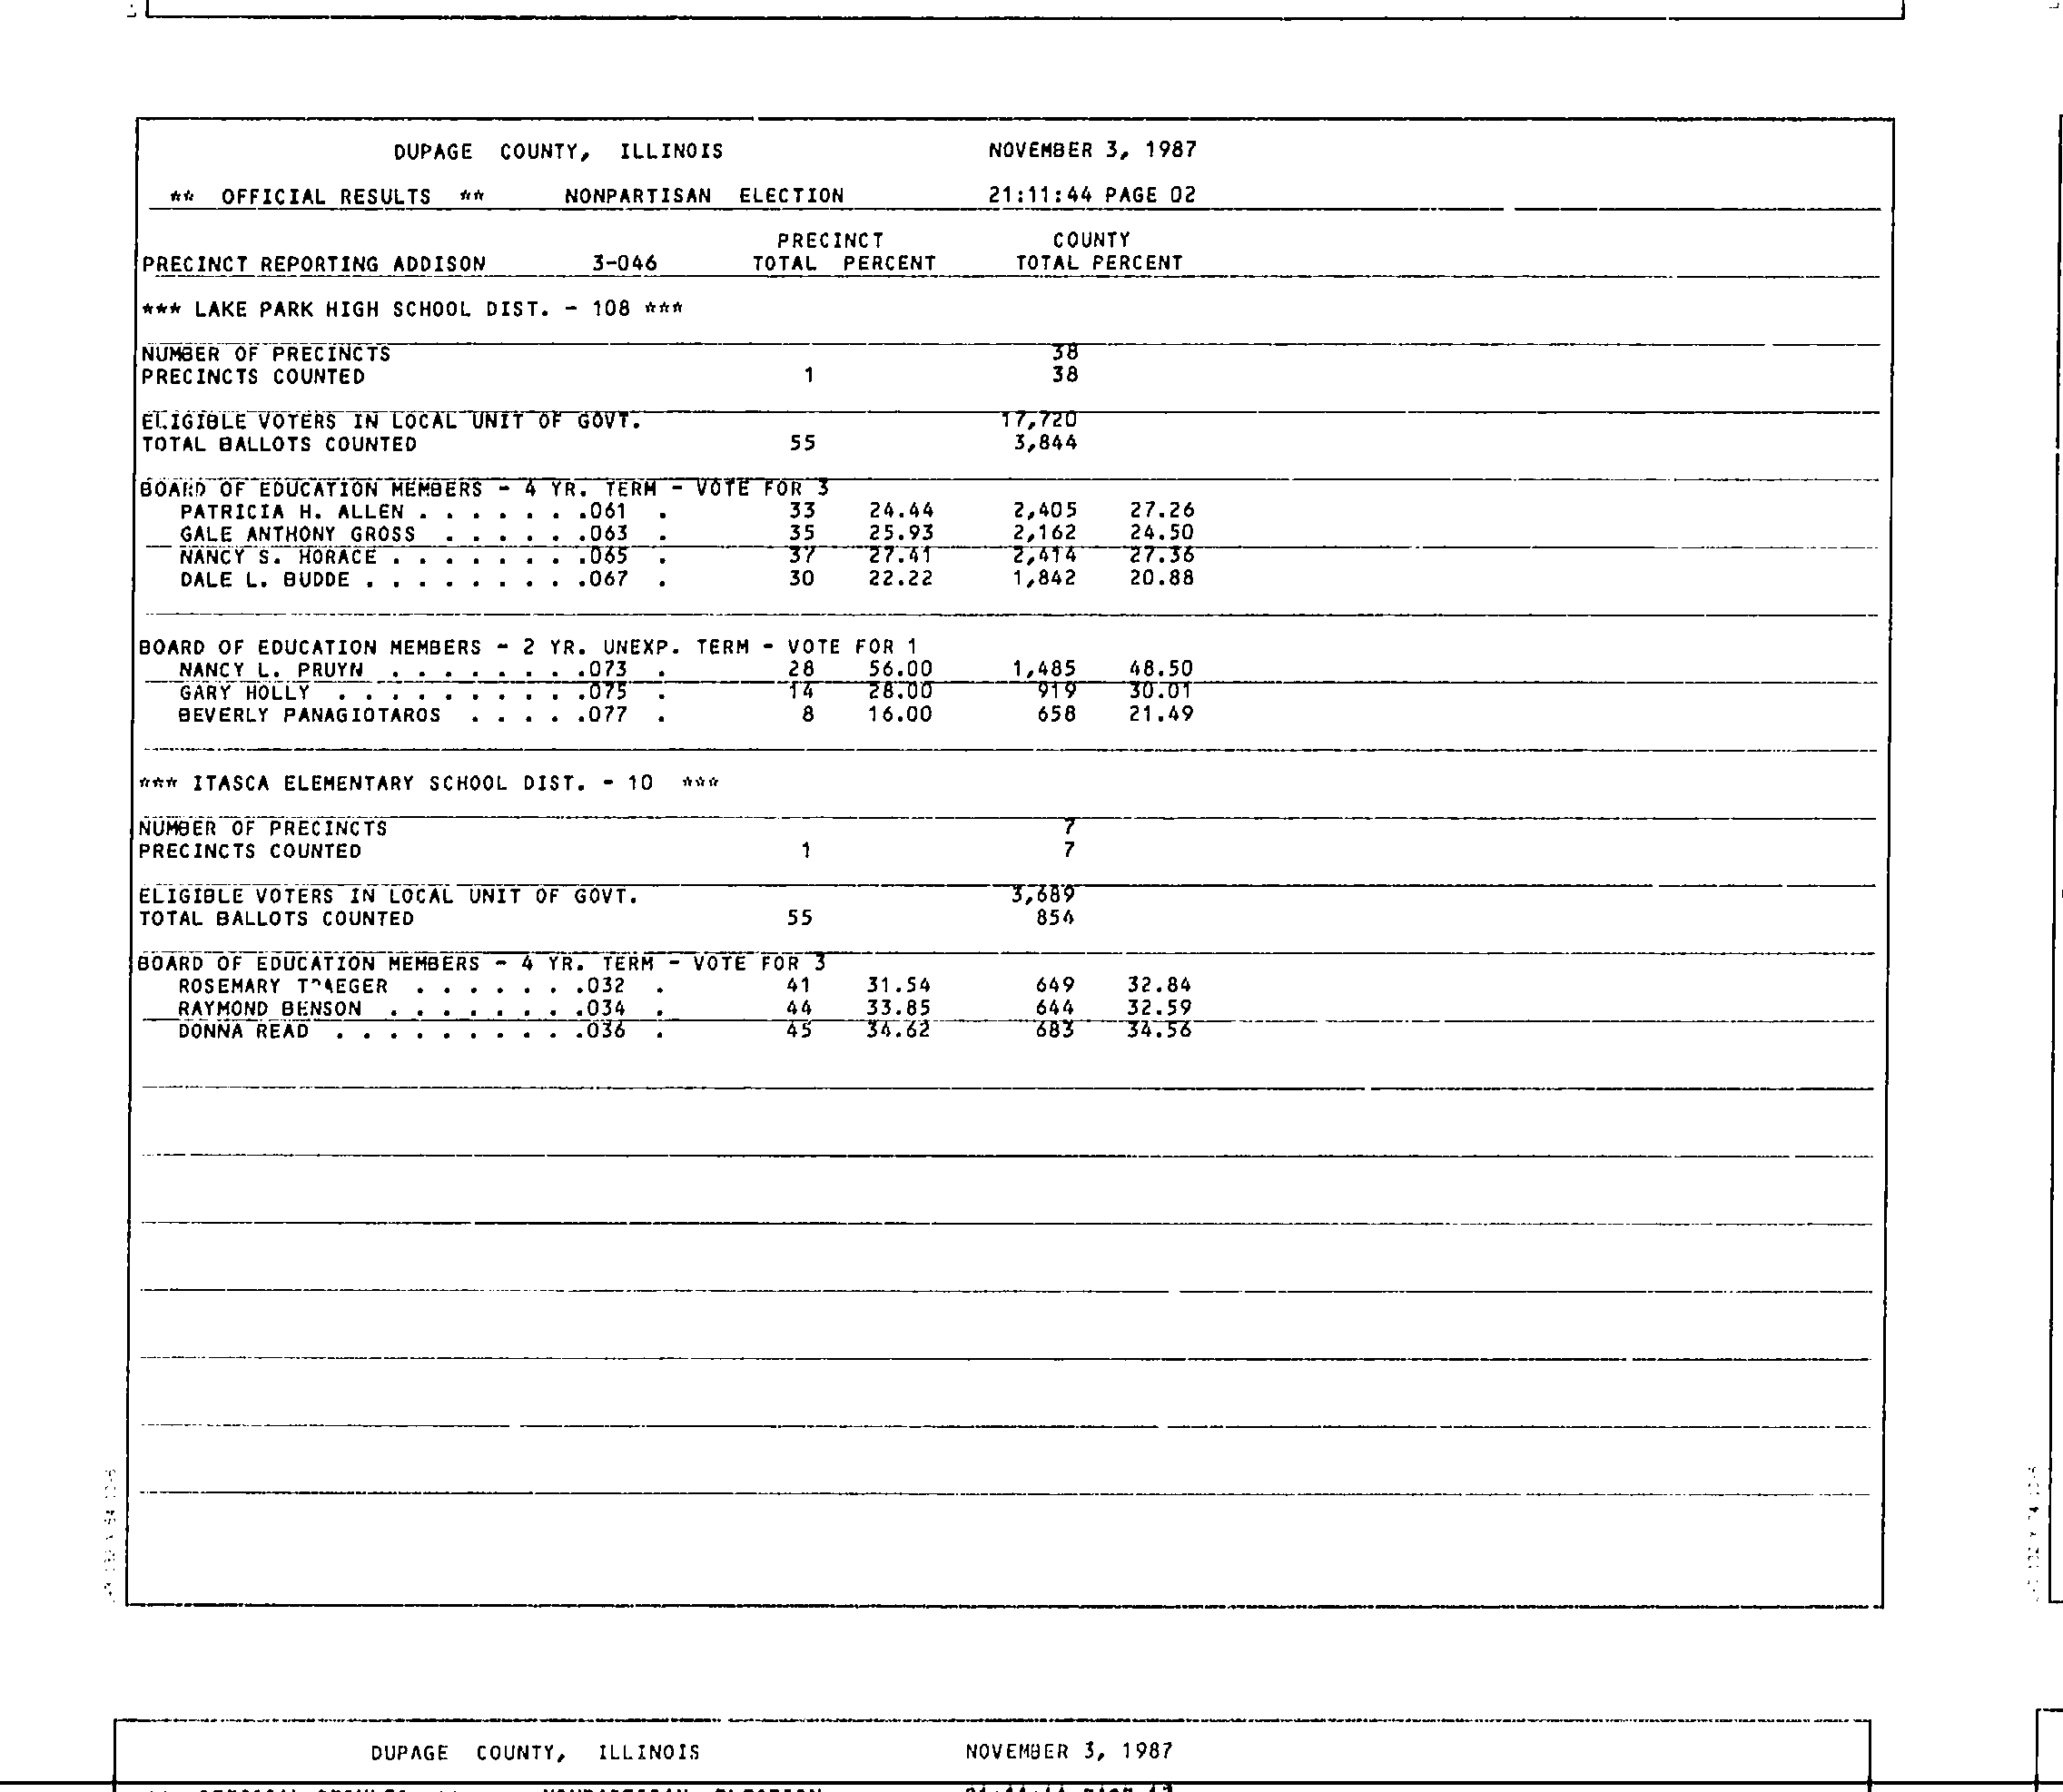 DUPAGE COUNTY, ILLINOIS NOVEMBER 3, 1987
** OFFICIAL RESULTS ** NONPARTISAN ELECTION 21:11:44 PAGE 02
PRECINCT COUNTY
PRECINCT REPORTING ADDISON 3-046 TOTAL PERCENT TOTAL PERCENT
*** LAKE PARK HIGH SCHOOL DIST. - 108 ***
NUMBER OF PRECINCTS 38
PRECINCTS COUNTED 1 38
ELIGIBLE VOTERS IN LOCAL UNIT OF GOVT. 17,720
TOTAL BALLOTS COUNTED 55 3,844
BOARD OF EDUCATION MEMBERS - 4 YR. TERM - VOTE FOR 3
PATRICIA H. ALLEN . . . . . . .061 . 33 24.44 2,405 27.26
GALE ANTHONY GROSS . . . . . .063 . 35 25.93 2,162 24.50
NANCY S. HORACE . . . . . . . .065 . 37 27.41 2,414 27.36
DALE L. BUDDE . . . . . . . . .067 . 30 22.22 1,842 20.88
BOARD OF EDUCATION MEMBERS - 2 YR. UNEXP. TERM - VOTE FOR 1
NANCY L. PRUYN . . . . . . . .073 . 28 56.00 1,485 48.50
GARY HOLLY . . . . . . . . . .075 . 14 28.00 919 30.01
BEVERLY PANAGIOTAROS . . . . .077 . 8 16.00 658 21.49
*** ITASCA ELEMENTARY SCHOOL DIST. - 10 ***
NUMBER OF PRECINCTS 7
PRECINCTS COUNTED 1 7
ELIGIBLE VOTERS IN LOCAL UNIT OF GOVT. 3,689
TOTAL BALLOTS COUNTED 55 854
BOARD OF EDUCATION MEMBERS - 4 YR. TERM - VOTE FOR 3
ROSEMARY . . . . . . .032 . 41 31.54 649 32.84
RAYMOND BENSON . . . . . . . .034 . 44 33.85 644 32.59
DONNA READ . . . . . . . . . .036 . 45 34.62 683 34.56
DUPAGE COUNTY, ILLINOIS NOVEMBER 3, 1987